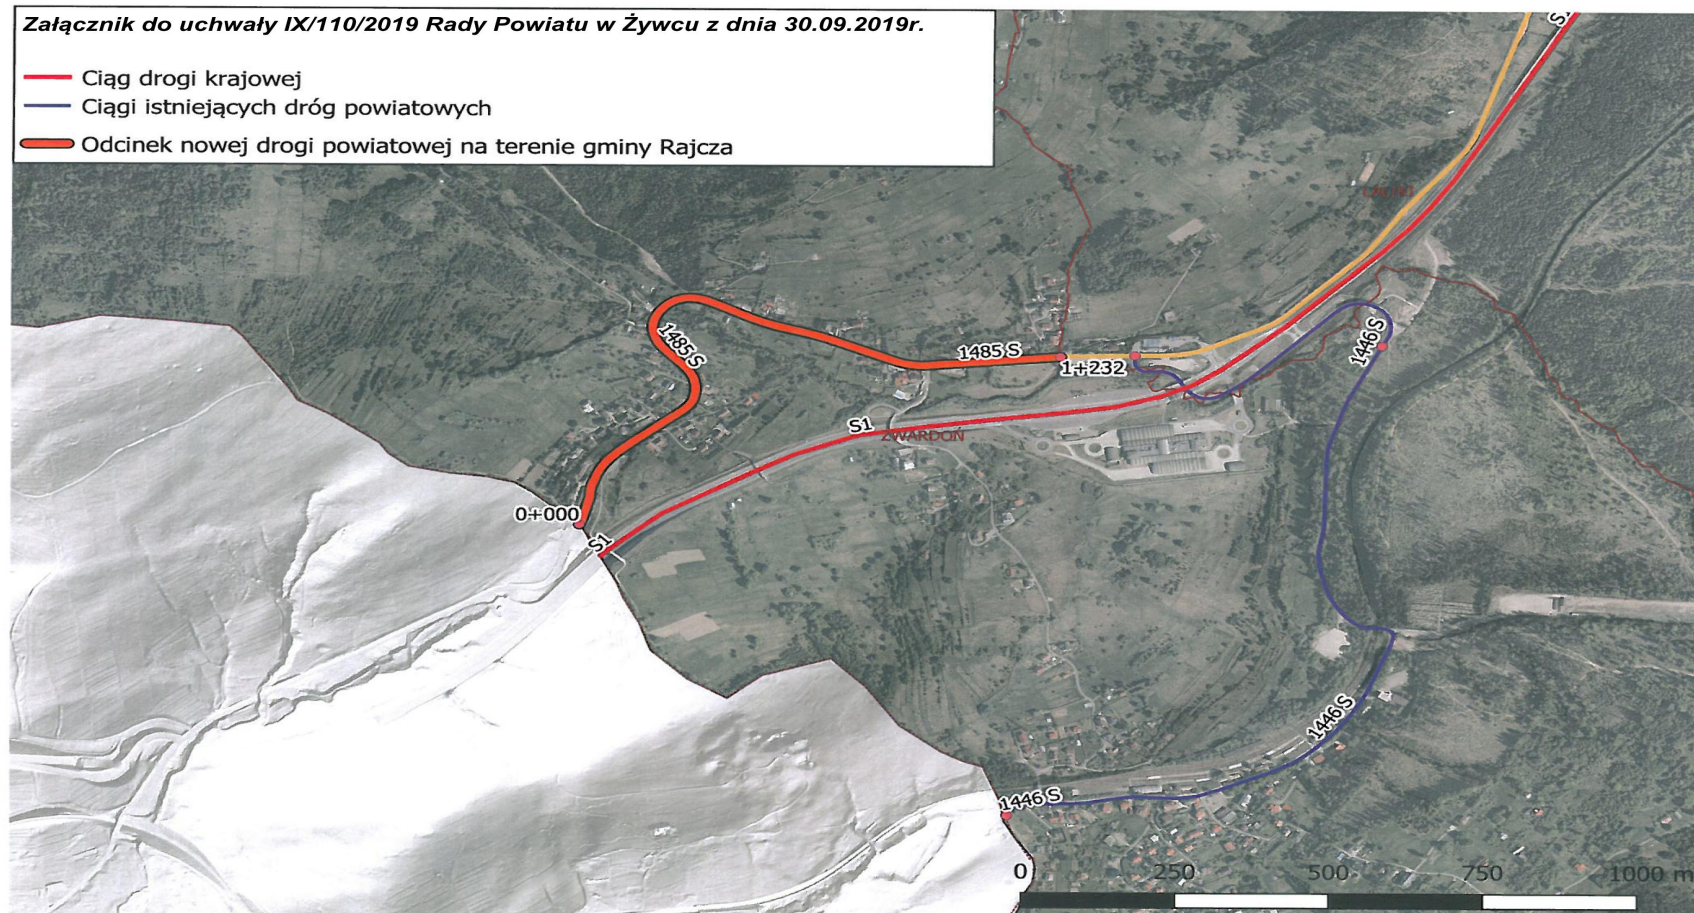 Załącznik do uchwały IX/110/2019 Rady Powiatu w Żywcu z dnia 30.09.2019r.
Ciąg drogi krajowej
Ciągi istniejących dróg powiatowych
Odcinek nowej drogi powiatowej na terenie gminy Rajcza
S1
1485 S
1485 S
1+232
1446 S
S1
ZWARDOŃ
0+000
S1
1446 S
1446 S
0 250 500 750 1000 m